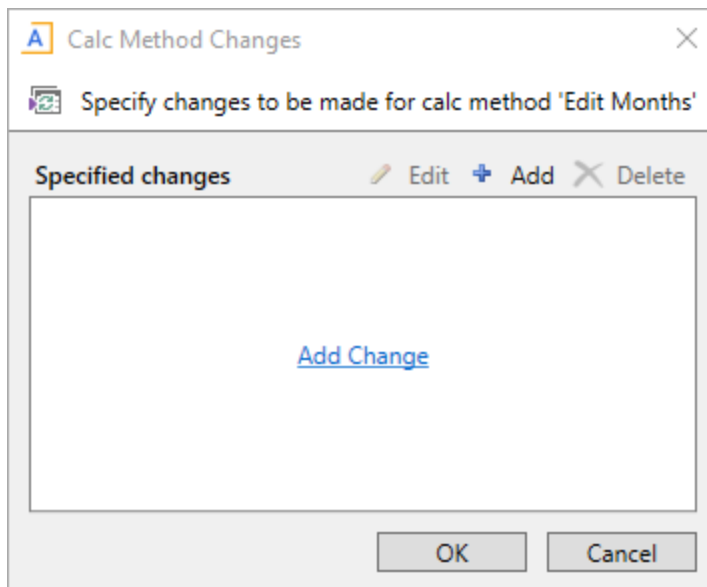 A Calc Method Changes
Specify changes to be made for calc method 'Edit Months'
Specified changes Edit Add Delete
Add Change
OK Cancel